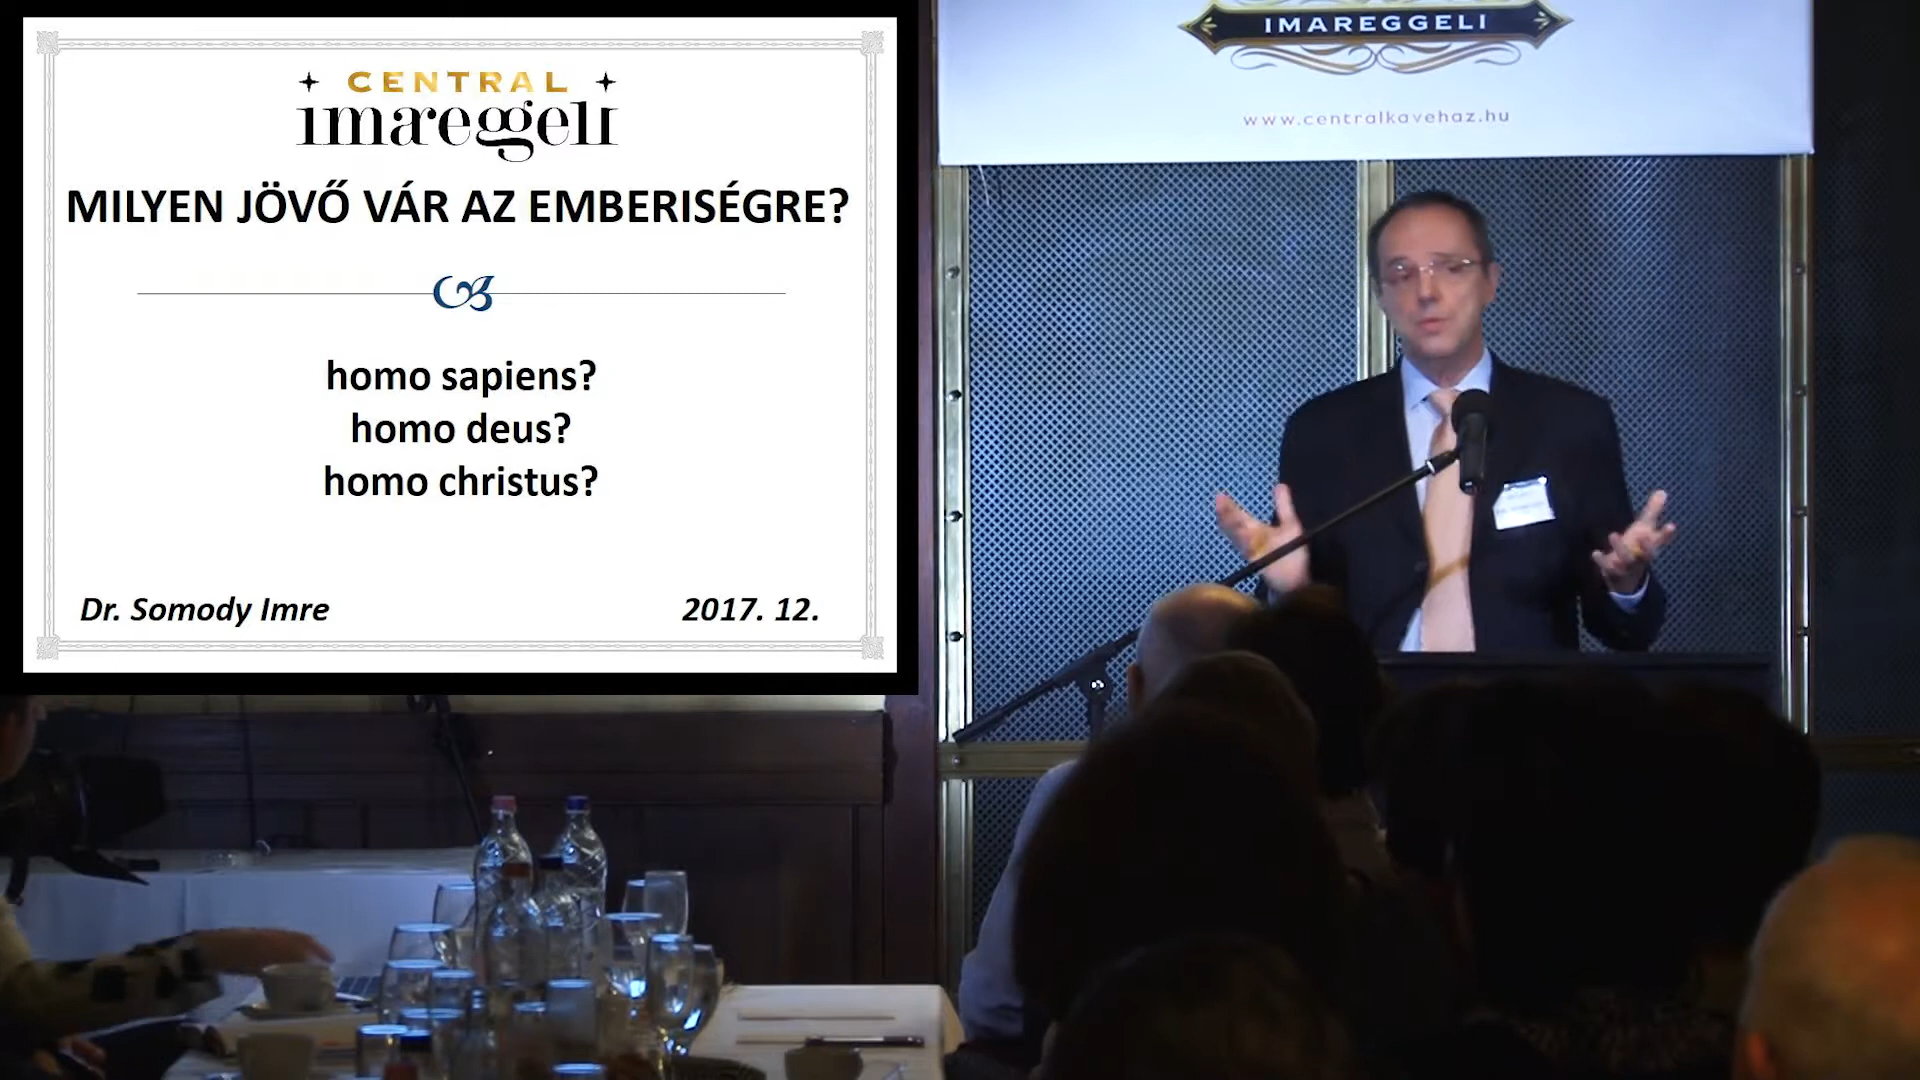 CENTRAL
imareggeli
MILYEN JÖVŐ VÁR AZ EMBERISÉGRE?
homo sapiens?
homo deus?
homo christus?
Dr. Somody Imre
2017. 12.
IMAREGGELI
www.centralkavehaz.hu